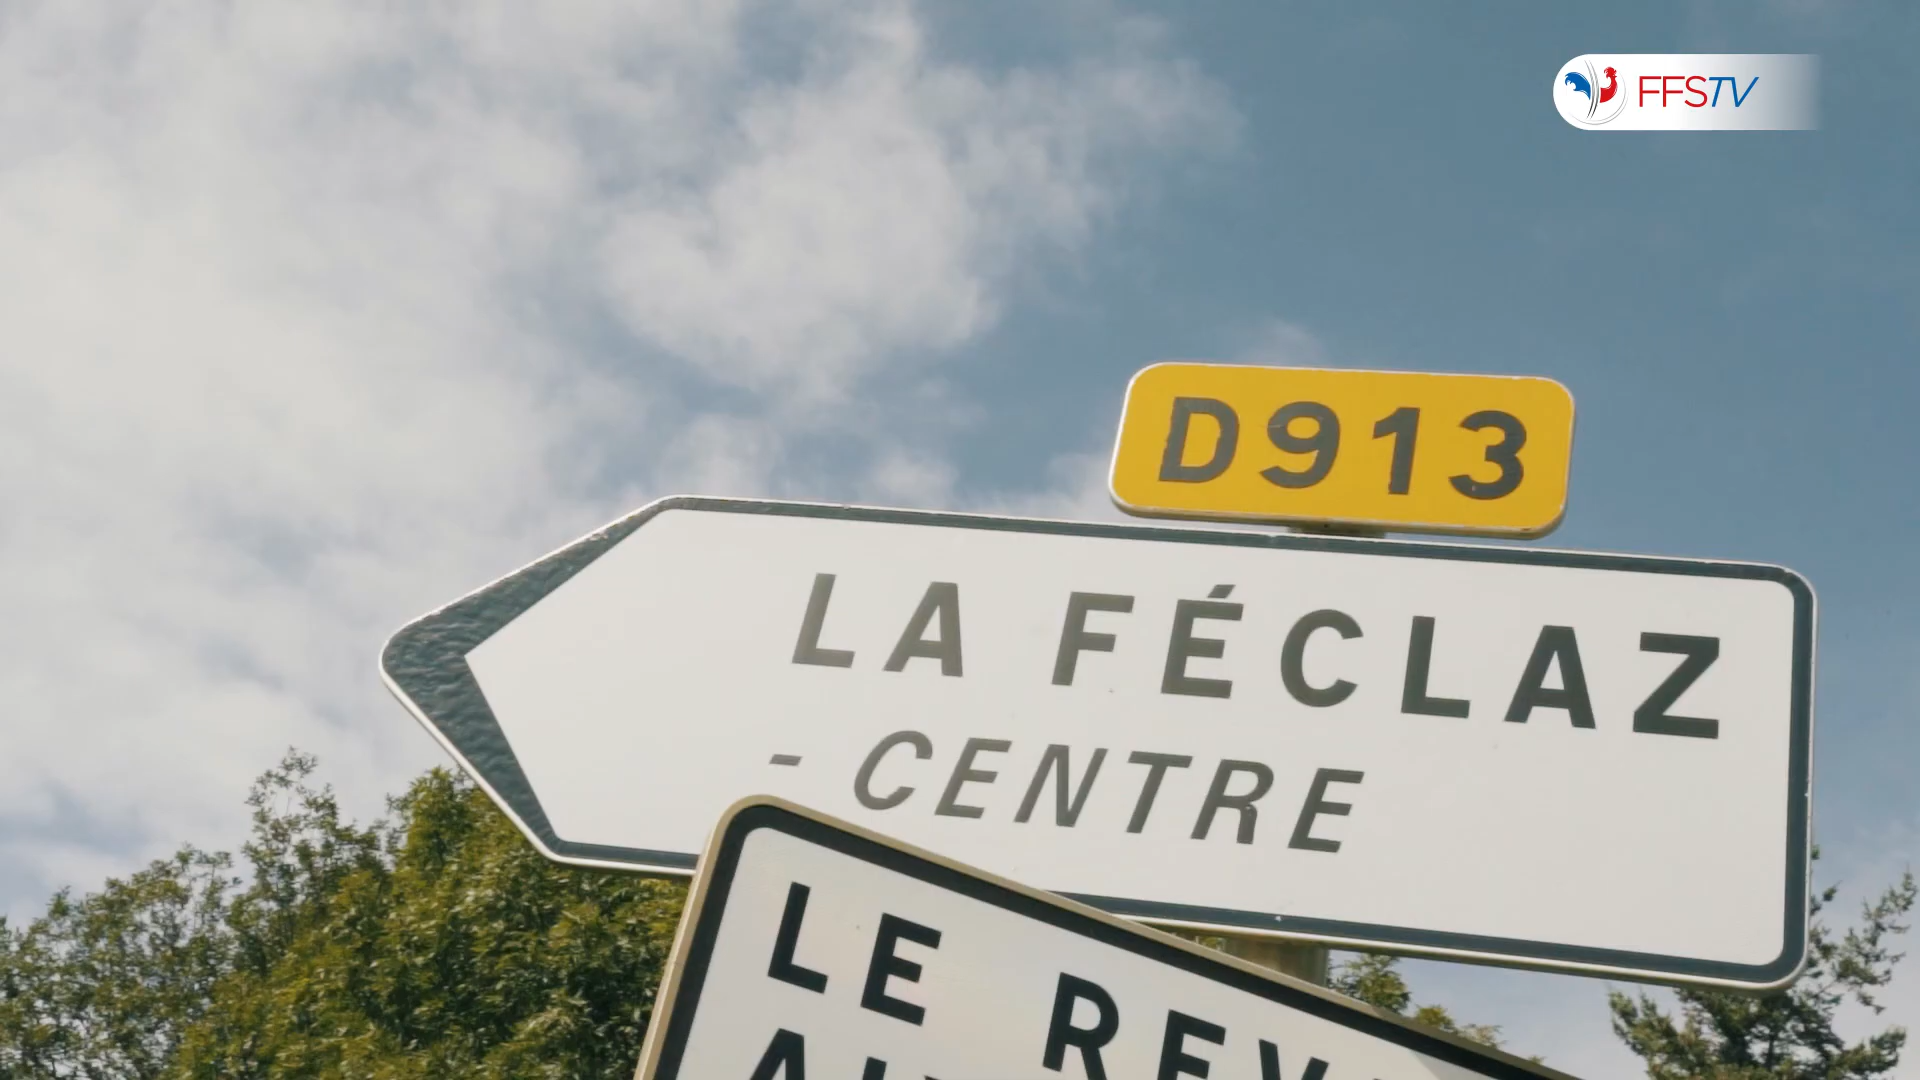 FFSTV
D913
LA FÉCLAZ
- CENTRE
LE